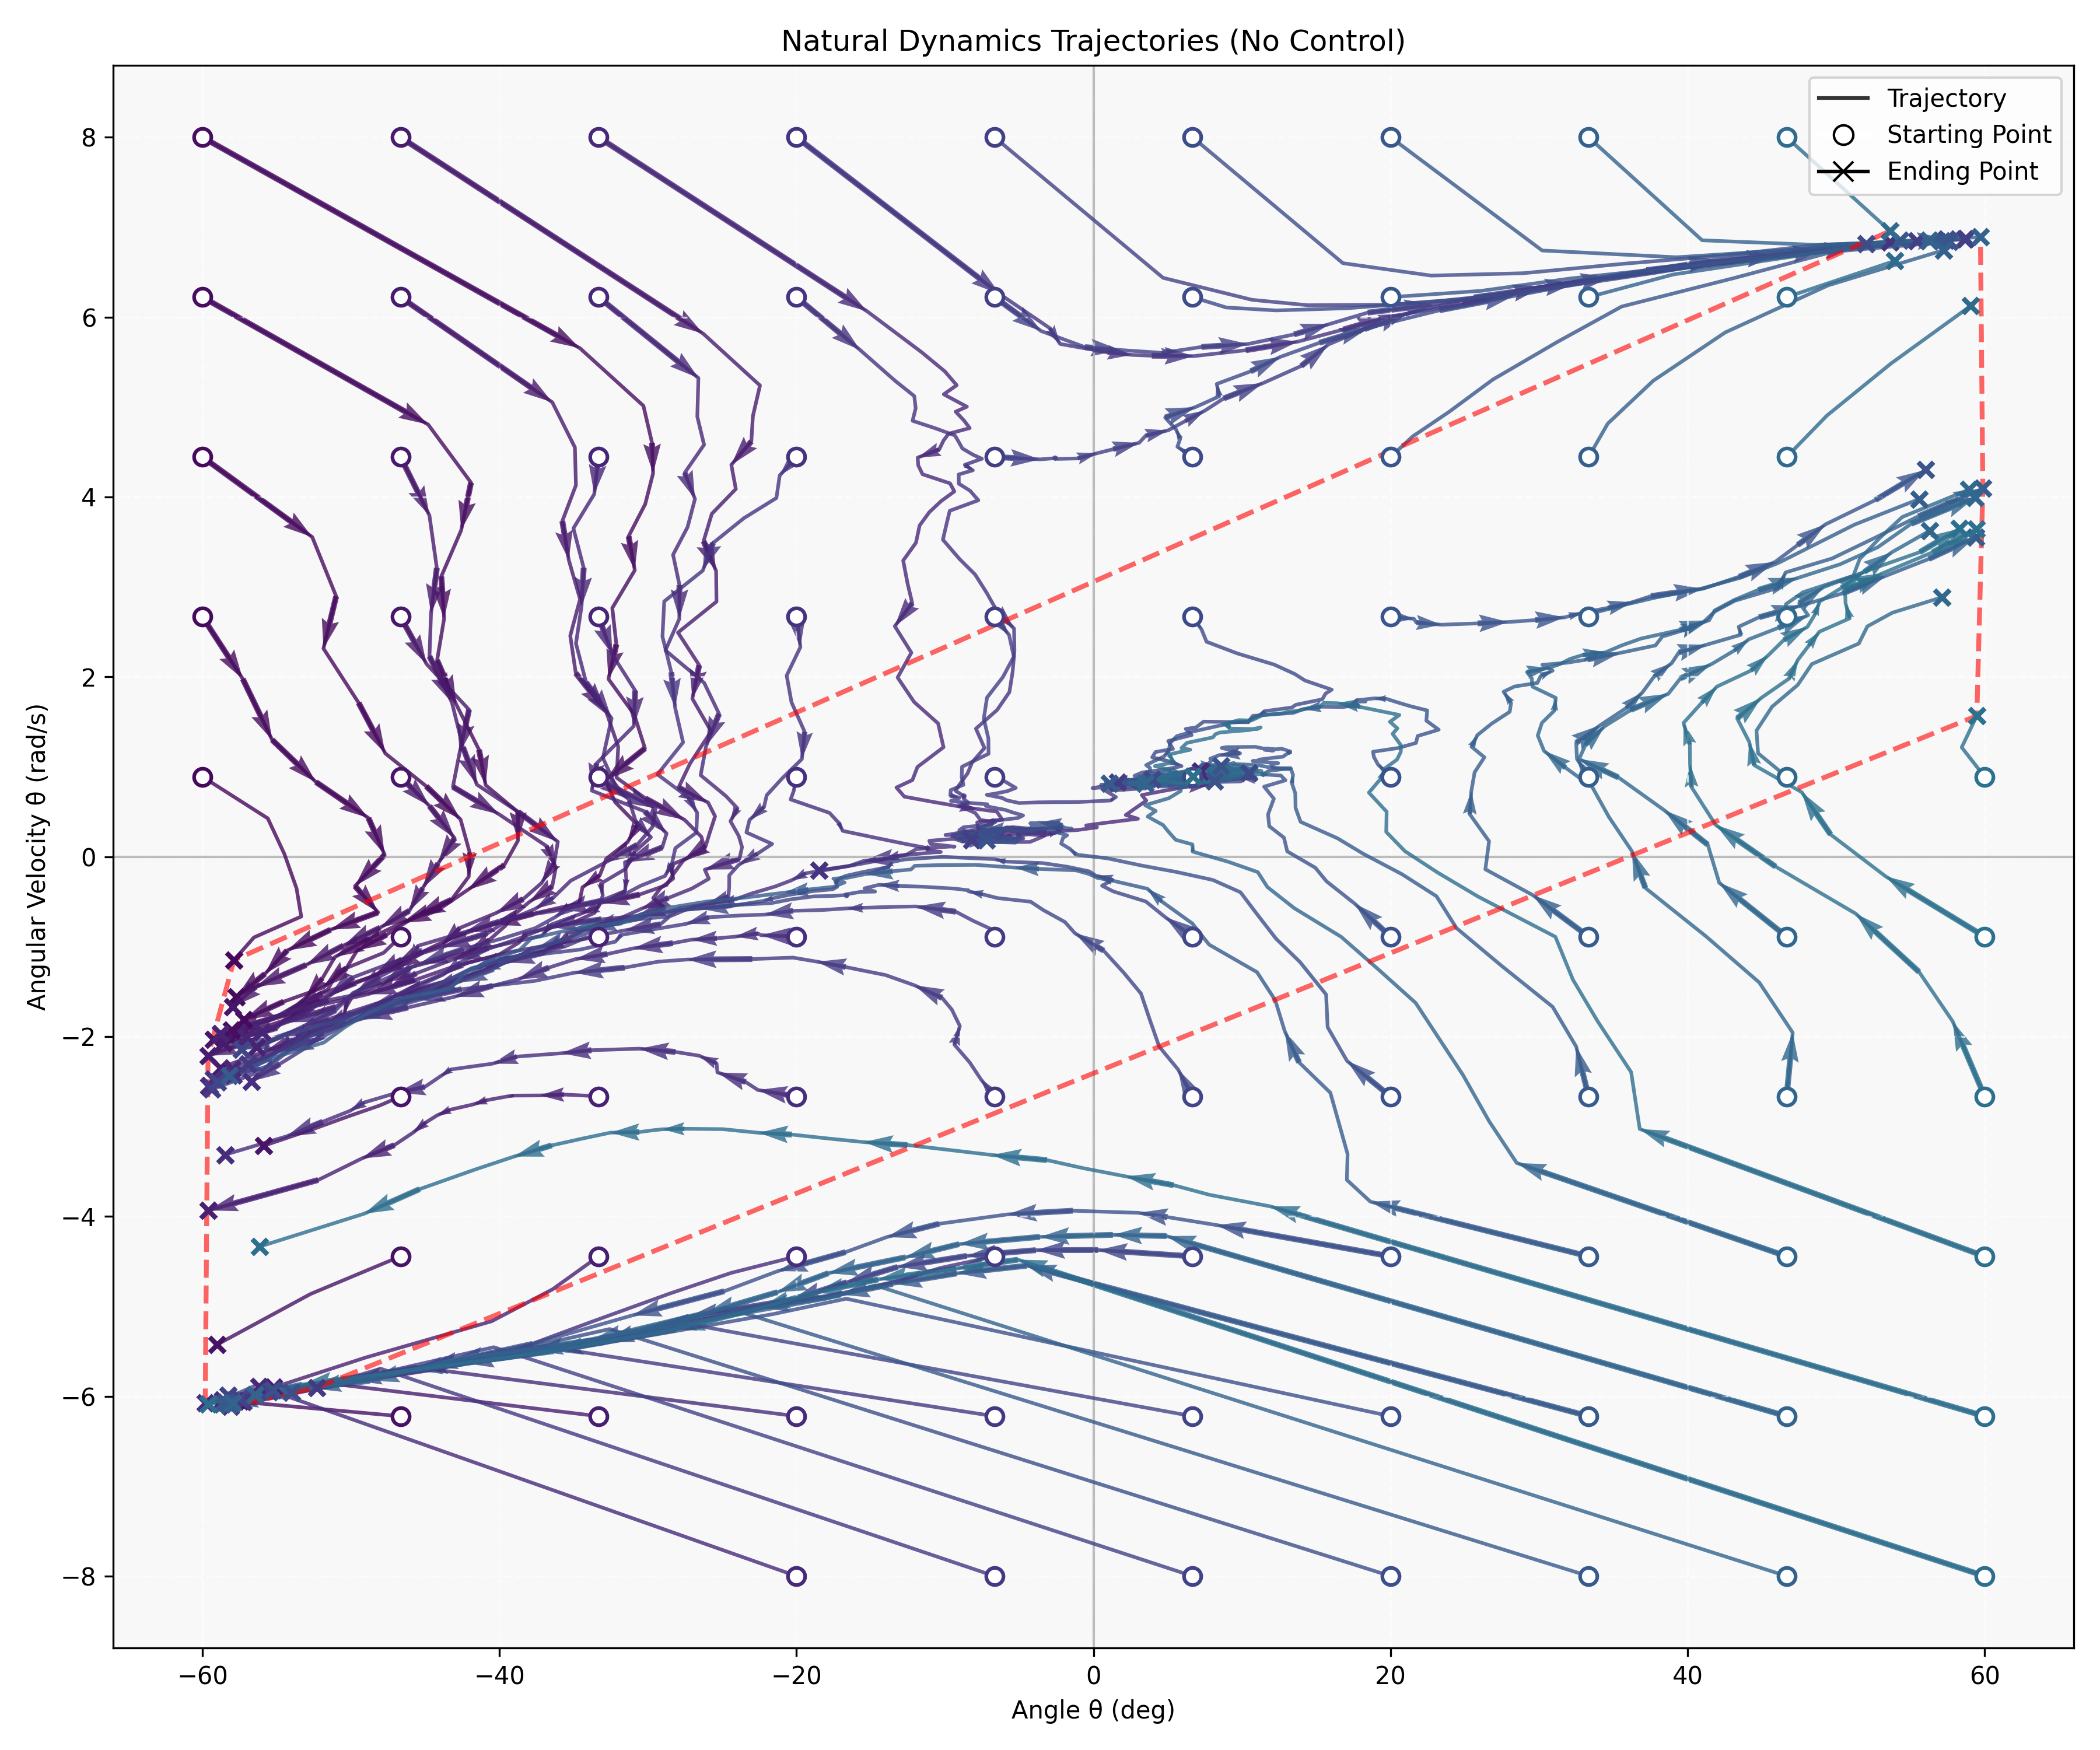 Natural Dynamics Trajectories (No Control)
Trajectory
Starting Point
Ending Point
Angular Velocity θ̇ (rad/s)
8
6
4
2
0
−2
−4
−6
−8
−60
−40
−20
0
20
40
60
Angle θ (deg)